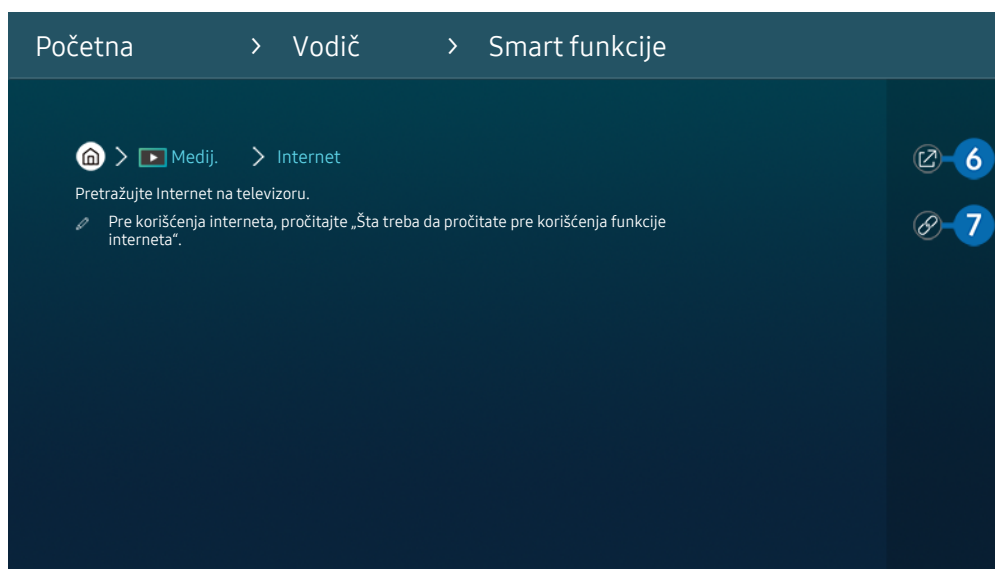 Početna > Vodič > Smart funkcije
> Medij. > Internet
Pretražujte Internet na televizoru.
Pre korišćenja interneta, pročitajte „Šta treba da pročitate pre korišćenja funkcije
interneta“.
6
7